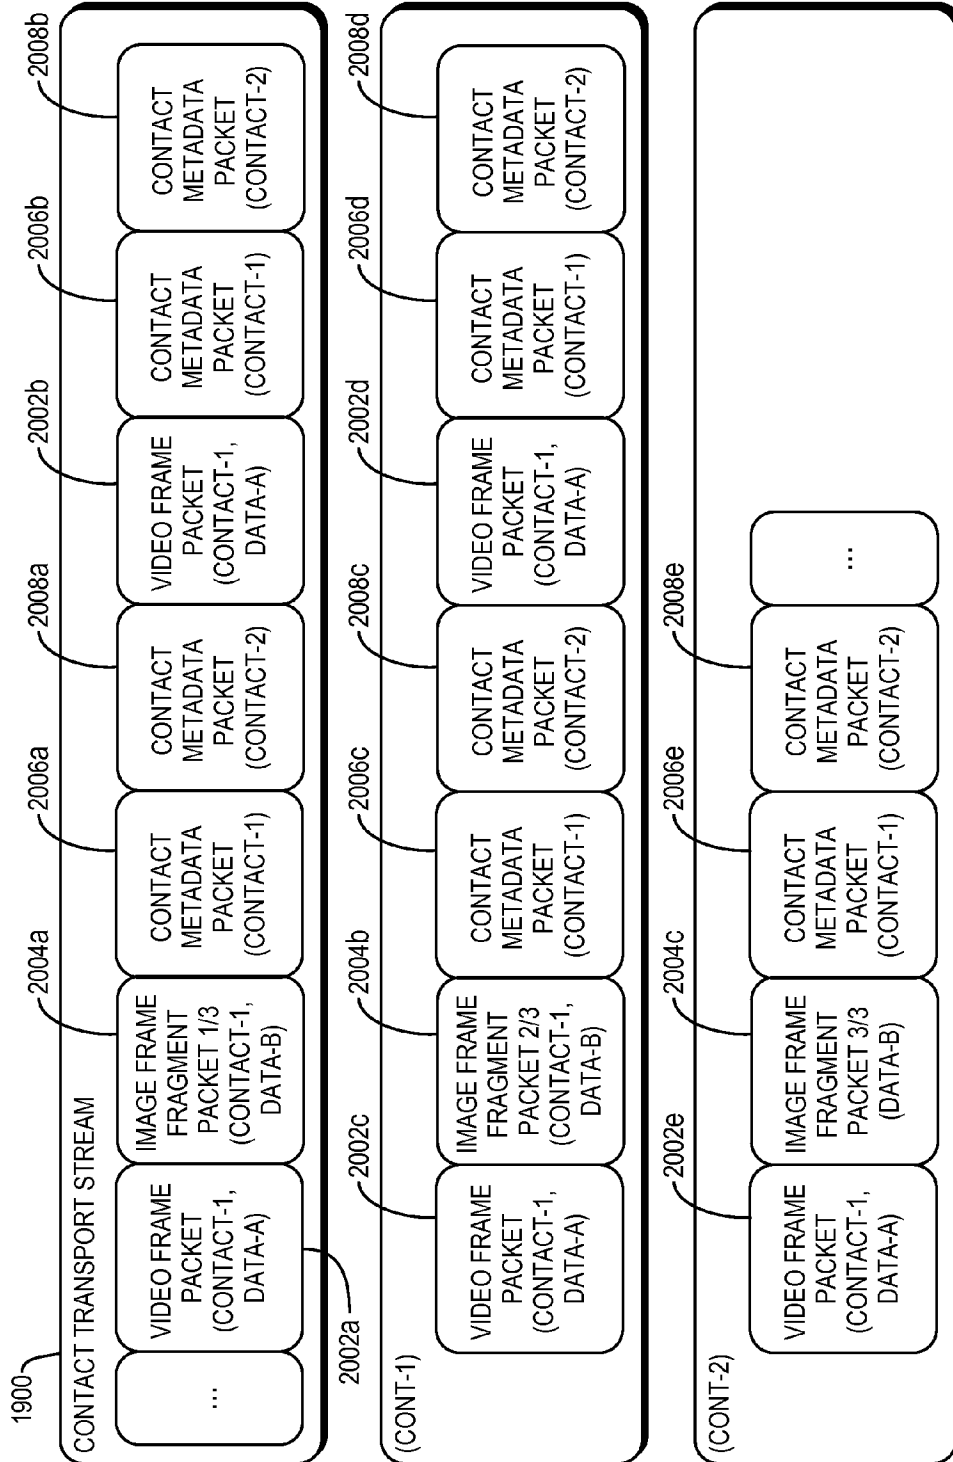 1900
CONTACT TRANSPORT STREAM
...
VIDEO FRAME
PACKET
(CONTACT-1,
DATA-A)
2002a
2004a
IMAGE FRAME
FRAGMENT
PACKET 1/3
(CONTACT-1,
DATA-B)
2006a
CONTACT
METADATA
PACKET
(CONTACT-1)
2008a
CONTACT
METADATA
PACKET
(CONTACT-2)
2002b
VIDEO FRAME
PACKET
(CONTACT-1,
DATA-A)
2006b
CONTACT
METADATA
PACKET
(CONTACT-1)
2008b
CONTACT
METADATA
PACKET
(CONTACT-2)
(CONT-1)
2002c
VIDEO FRAME
PACKET
(CONTACT-1,
DATA-A)
2004b
IMAGE FRAME
FRAGMENT
PACKET 2/3
(CONTACT-1,
DATA-B)
2006c
CONTACT
METADATA
PACKET
(CONTACT-1)
2008c
CONTACT
METADATA
PACKET
(CONTACT-2)
2002d
VIDEO FRAME
PACKET
(CONTACT-1,
DATA-A)
2006d
CONTACT
METADATA
PACKET
(CONTACT-1)
2008d
CONTACT
METADATA
PACKET
(CONTACT-2)
(CONT-2)
2002e
VIDEO FRAME
PACKET
(CONTACT-1,
DATA-A)
2004c
IMAGE FRAME
FRAGMENT
PACKET 3/3
(DATA-B)
2006e
CONTACT
METADATA
PACKET
(CONTACT-1)
2008e
CONTACT
METADATA
PACKET
(CONTACT-2)
...